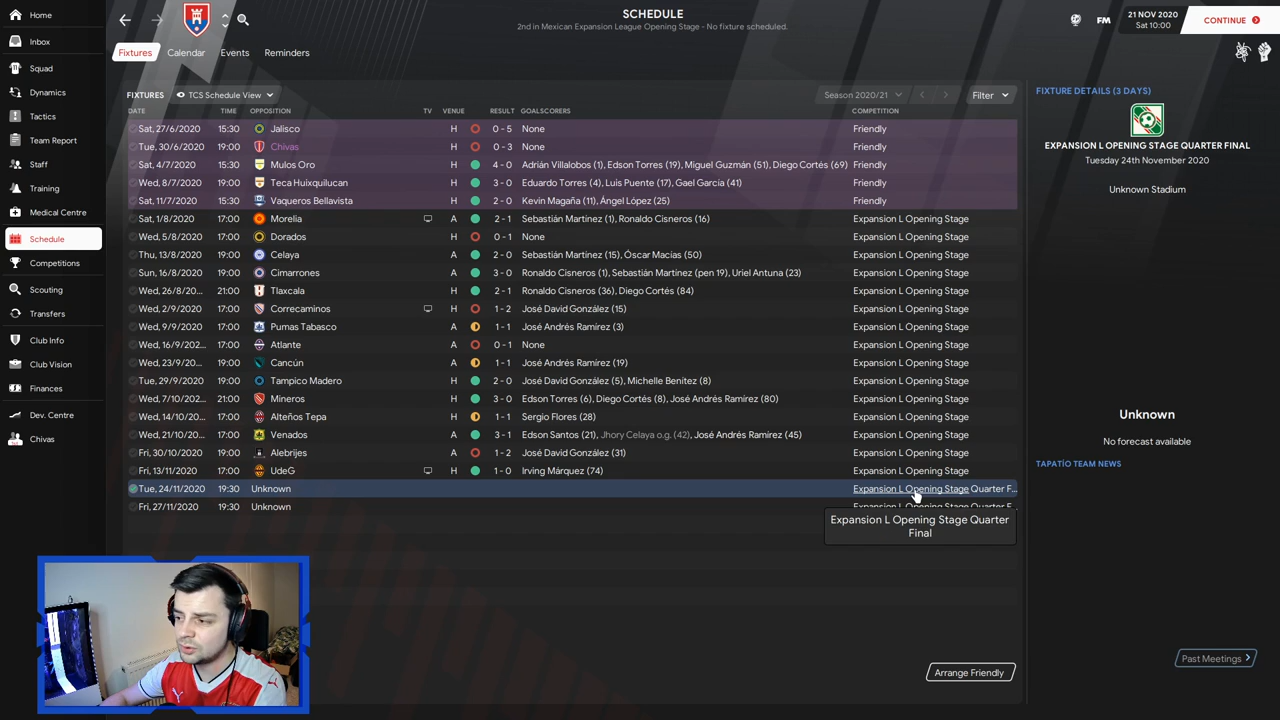 Home
Inbox
Squad
Dynamics
Tactics
Team Report
Staff
Training
Medical Centre
Schedule
Competitions
Scouting
Transfers
Club Info
Club Vision
Finances
Dev. Centre
Chivas
SCHEDULE
2nd in Mexican Expansion League Opening Stage - No fixture scheduled.
FM
21 NOV 2020
Sat 10:00
CONTINUE
Fixtures Calendar Events Reminders
FIXTURES TCS Schedule View Season 2020/21 Filter
DATE TIME OPPOSITION TV VENUE RESULT GOALSCORERS COMPETITION
Sat, 27/6/2020 15:30 Jalisco H 0 - 5 None Friendly
Tue, 30/6/2020 19:00 Chivas H 0 - 3 None Friendly
Sat, 4/7/2020 15:30 Mulos Oro H 4 - 0 Adrián Villalobos (1), Edson Torres (19), Miguel Guzmán (51), Diego Cortés (69) Friendly
Wed, 8/7/2020 19:00 Teca Huixquilucan H 3 - 0 Eduardo Torres (4), Luis Puente (17), Gael García (41) Friendly
Sat, 11/7/2020 15:30 Vaqueros Bellavista H 2 - 0 Kevin Magaña (11), Ángel López (25) Friendly
Sat, 1/8/2020 17:00 Morelia A 2 - 1 Sebastián Martínez (1), Ronaldo Cisneros (16) Expansion L Opening Stage
Wed, 5/8/2020 17:00 Dorados H 0 - 1 None Expansion L Opening Stage
Thu, 13/8/2020 19:00 Celaya A 2 - 0 Sebastián Martínez (15), Óscar Macías (50) Expansion L Opening Stage
Sun, 16/8/2020 19:00 Cimarrones A 3 - 0 Ronaldo Cisneros (1), Sebastián Martínez (pen 19), Uriel Antuna (23) Expansion L Opening Stage
Wed, 26/8/20... 21:00 Tlaxcala H 2 - 1 Ronaldo Cisneros (36), Diego Cortés (84) Expansion L Opening Stage
Wed, 2/9/2020 19:00 Correcaminos H 1 - 2 José David González (15) Expansion L Opening Stage
Wed, 9/9/2020 17:00 Pumas Tabasco A 1 - 1 José Andrés Ramírez (3) Expansion L Opening Stage
Wed, 16/9/202... 17:00 Atlante A 0 - 1 None Expansion L Opening Stage
Wed, 23/9/20... 19:00 Cancún A 1 - 1 José Andrés Ramírez (19) Expansion L Opening Stage
Tue, 29/9/2020 19:00 Tampico Madero H 2 - 0 José David González (5), Michelle Benítez (8) Expansion L Opening Stage
Wed, 7/10/202... 21:00 Mineros H 3 - 0 Edson Torres (6), Diego Cortés (8), José Andrés Ramírez (80) Expansion L Opening Stage
Wed, 14/10/20... 17:00 Alteños Tepa H 1 - 1 Sergio Flores (28) Expansion L Opening Stage
Wed, 21/10/20... 17:00 Venados A 3 - 1 Edson Santos (21), Jhory Celaya o.g. (42), José Andrés Ramírez (45) Expansion L Opening Stage
Fri, 30/10/2020 19:00 Alebrijes A 1 - 2 José David González (31) Expansion L Opening Stage
Fri, 13/11/2020 17:00 UdeG H 1 - 0 Irving Márquez (74) Expansion L Opening Stage
Tue, 24/11/2020 19:30 Unknown Expansion L Opening Stage Quarter F...
Fri, 27/11/2020 19:30 Unknown Expansion L Opening Stage Quarter F...
Expansion L Opening Stage Quarter
Final
Arrange Friendly
FIXTURE DETAILS (3 DAYS)
EXPANSION L OPENING STAGE QUARTER FINAL
Tuesday 24th November 2020
Unknown Stadium
Unknown
No forecast available
TAPATÍO TEAM NEWS
Past Meetings